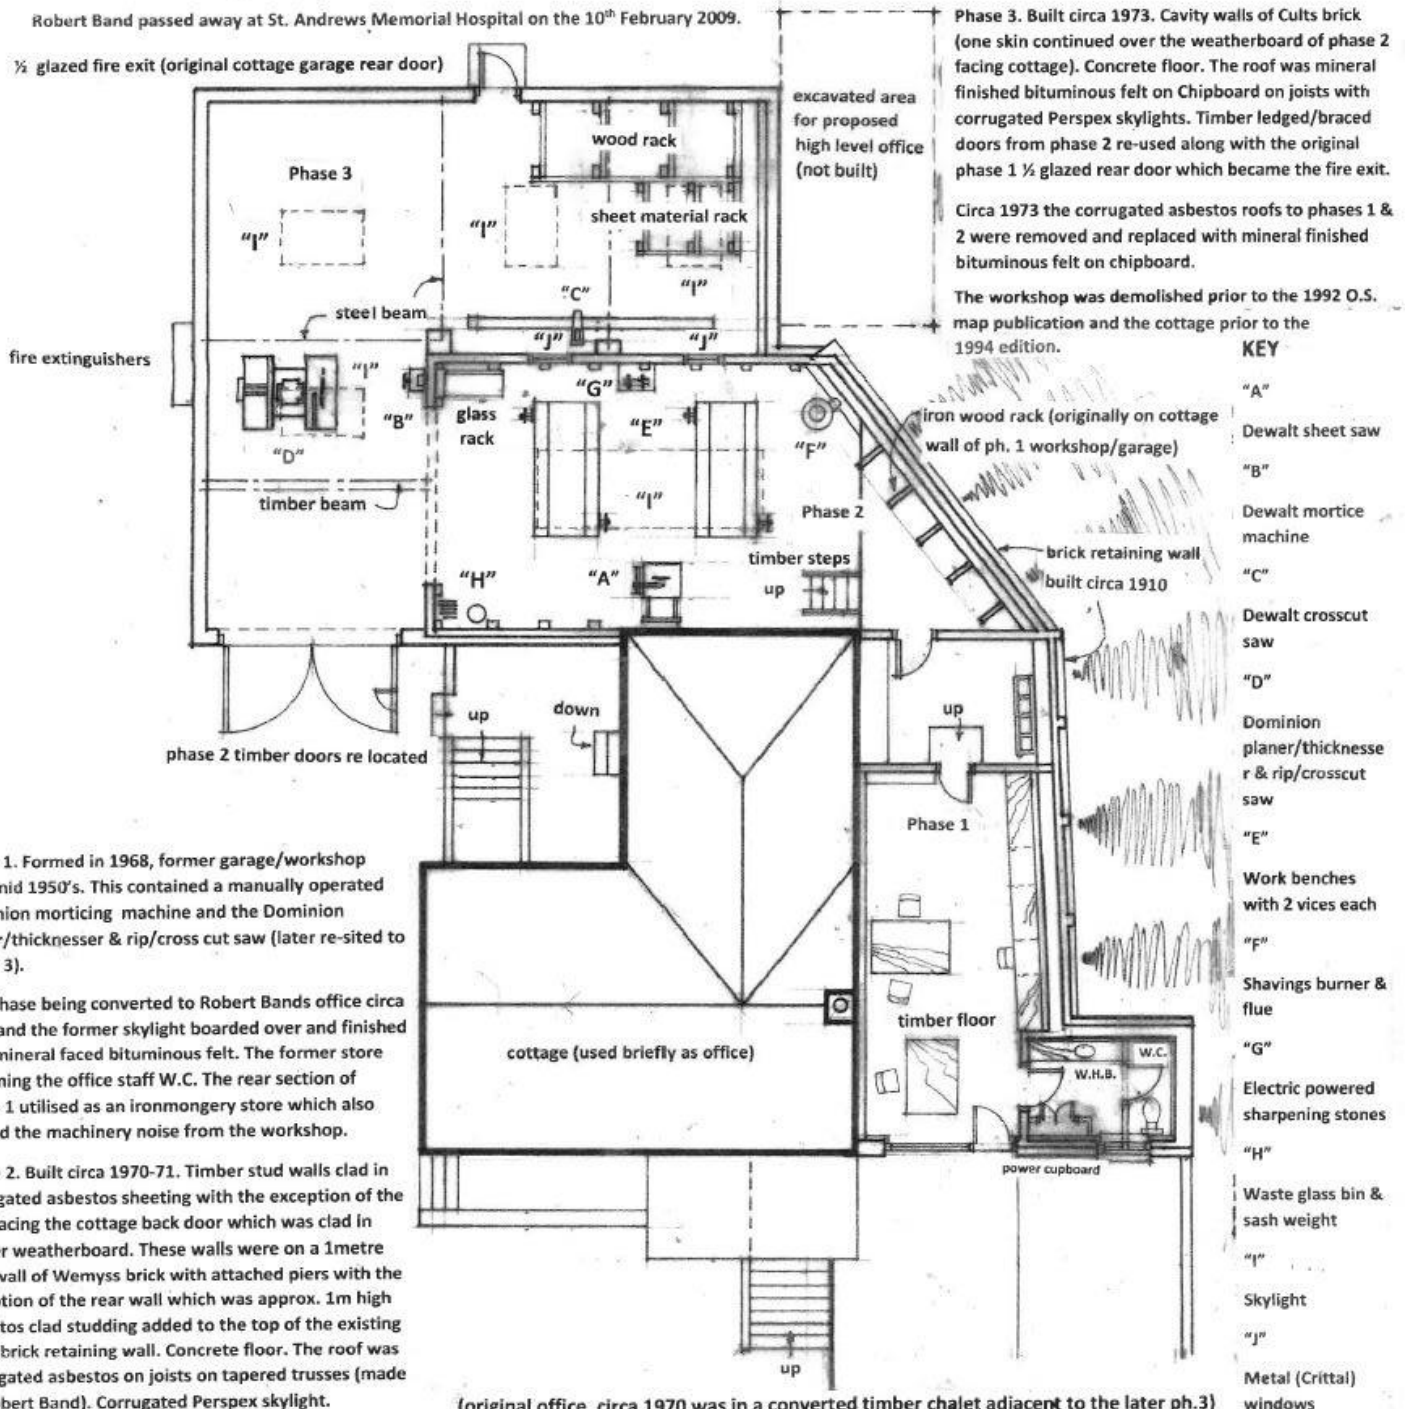 Robert Band passed away at St. Andrews Memorial Hospital on the 10th February 2009.
½ glazed fire exit (original cottage garage rear door)
Phase 3. Built circa 1973. Cavity walls of Cults brick
(one skin continued over the weatherboard of phase 2
facing cottage). Concrete floor. The roof was mineral
finished bituminous felt on Chipboard on joists with
corrugated Perspex skylights. Timber ledged/braced
doors from phase 2 re-used along with the original
phase 1 ½ glazed rear door which became the fire exit.
Circa 1973 the corrugated asbestos roofs to phases 1 &
2 were removed and replaced with mineral finished
bituminous felt on chipboard.
The workshop was demolished prior to the 1992 O.S.
map publication and the cottage prior to the
1994 edition.
excavated area
for proposed
high level office
(not built)
wood rack
Phase 3
sheet material rack
"I"
"I"
"I"
"C"
steel beam
"J"
"J"
fire extinguishers
"I"
"B"
"D"
glass
rack
"G"
"E"
"F"
"I"
timber beam
Phase 2
iron wood rack (originally on cottage
wall of ph. 1 workshop/garage)
timber steps
up
"H"
"A"
brick retaining wall
built circa 1910
up
down
up
phase 2 timber doors re located
Phase 1
timber floor
cottage (used briefly as office)
W.C.
W.H.B.
power cupboard
up
KEY
"A"
Dewalt sheet saw
"B"
Dewalt mortice
machine
"C"
Dewalt crosscut
saw
"D"
Dominion
planer/thicknesse
r & rip/crosscut
saw
"E"
Work benches
with 2 vices each
"F"
Shavings burner &
flue
"G"
Electric powered
sharpening stones
"H"
Waste glass bin &
sash weight
"I"
Skylight
"J"
Metal (Crittal)
windows
1. Formed in 1968, former garage/workshop
mid 1950's. This contained a manually operated
nion morticing machine and the Dominion
r/thicknesser & rip/cross cut saw (later re-sited to
3).
hase being converted to Robert Bands office circa
and the former skylight boarded over and finished
mineral faced bituminous felt. The former store
ning the office staff W.C. The rear section of
1 utilised as an ironmongery store which also
d the machinery noise from the workshop.
2. Built circa 1970-71. Timber stud walls clad in
gated asbestos sheeting with the exception of the
acing the cottage back door which was clad in
r weatherboard. These walls were on a 1metre
wall of Wemyss brick with attached piers with the
tion of the rear wall which was approx. 1m high
tos clad studding added to the top of the existing
brick retaining wall. Concrete floor. The roof was
gated asbestos on joists on tapered trusses (made
bert Band). Corrugated Perspex skylight.
(original office, circa 1970 was in a converted timber chalet adjacent to the later ph.3)